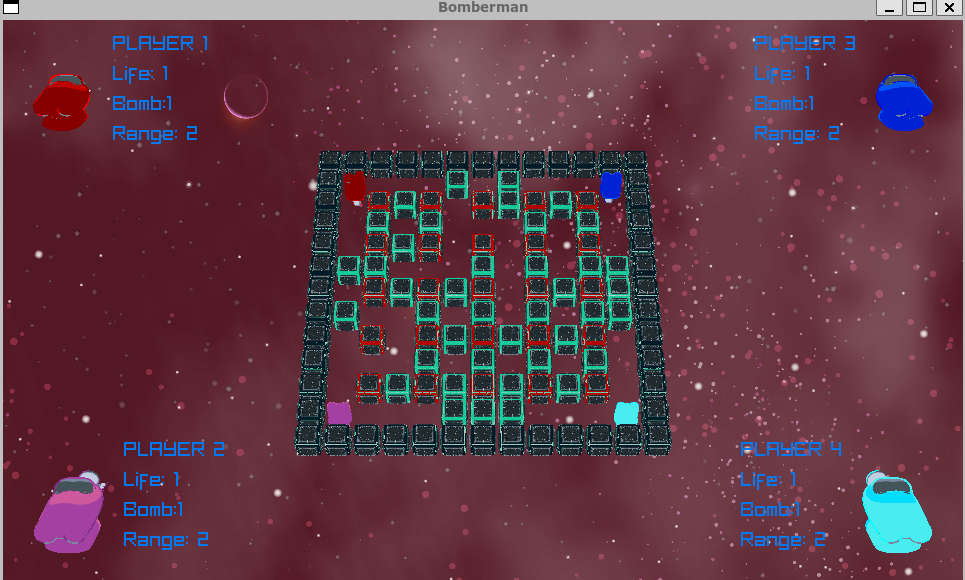 Bomberman
PLAYER 1
Life: 1
Bomb:1
Range: 2
PLAYER 3
Life: 1
Bomb:1
Range: 2
PLAYER 2
Life: 1
Bomb:1
Range: 2
PLAYER 4
Life: 1
Bomb:1
Range: 2